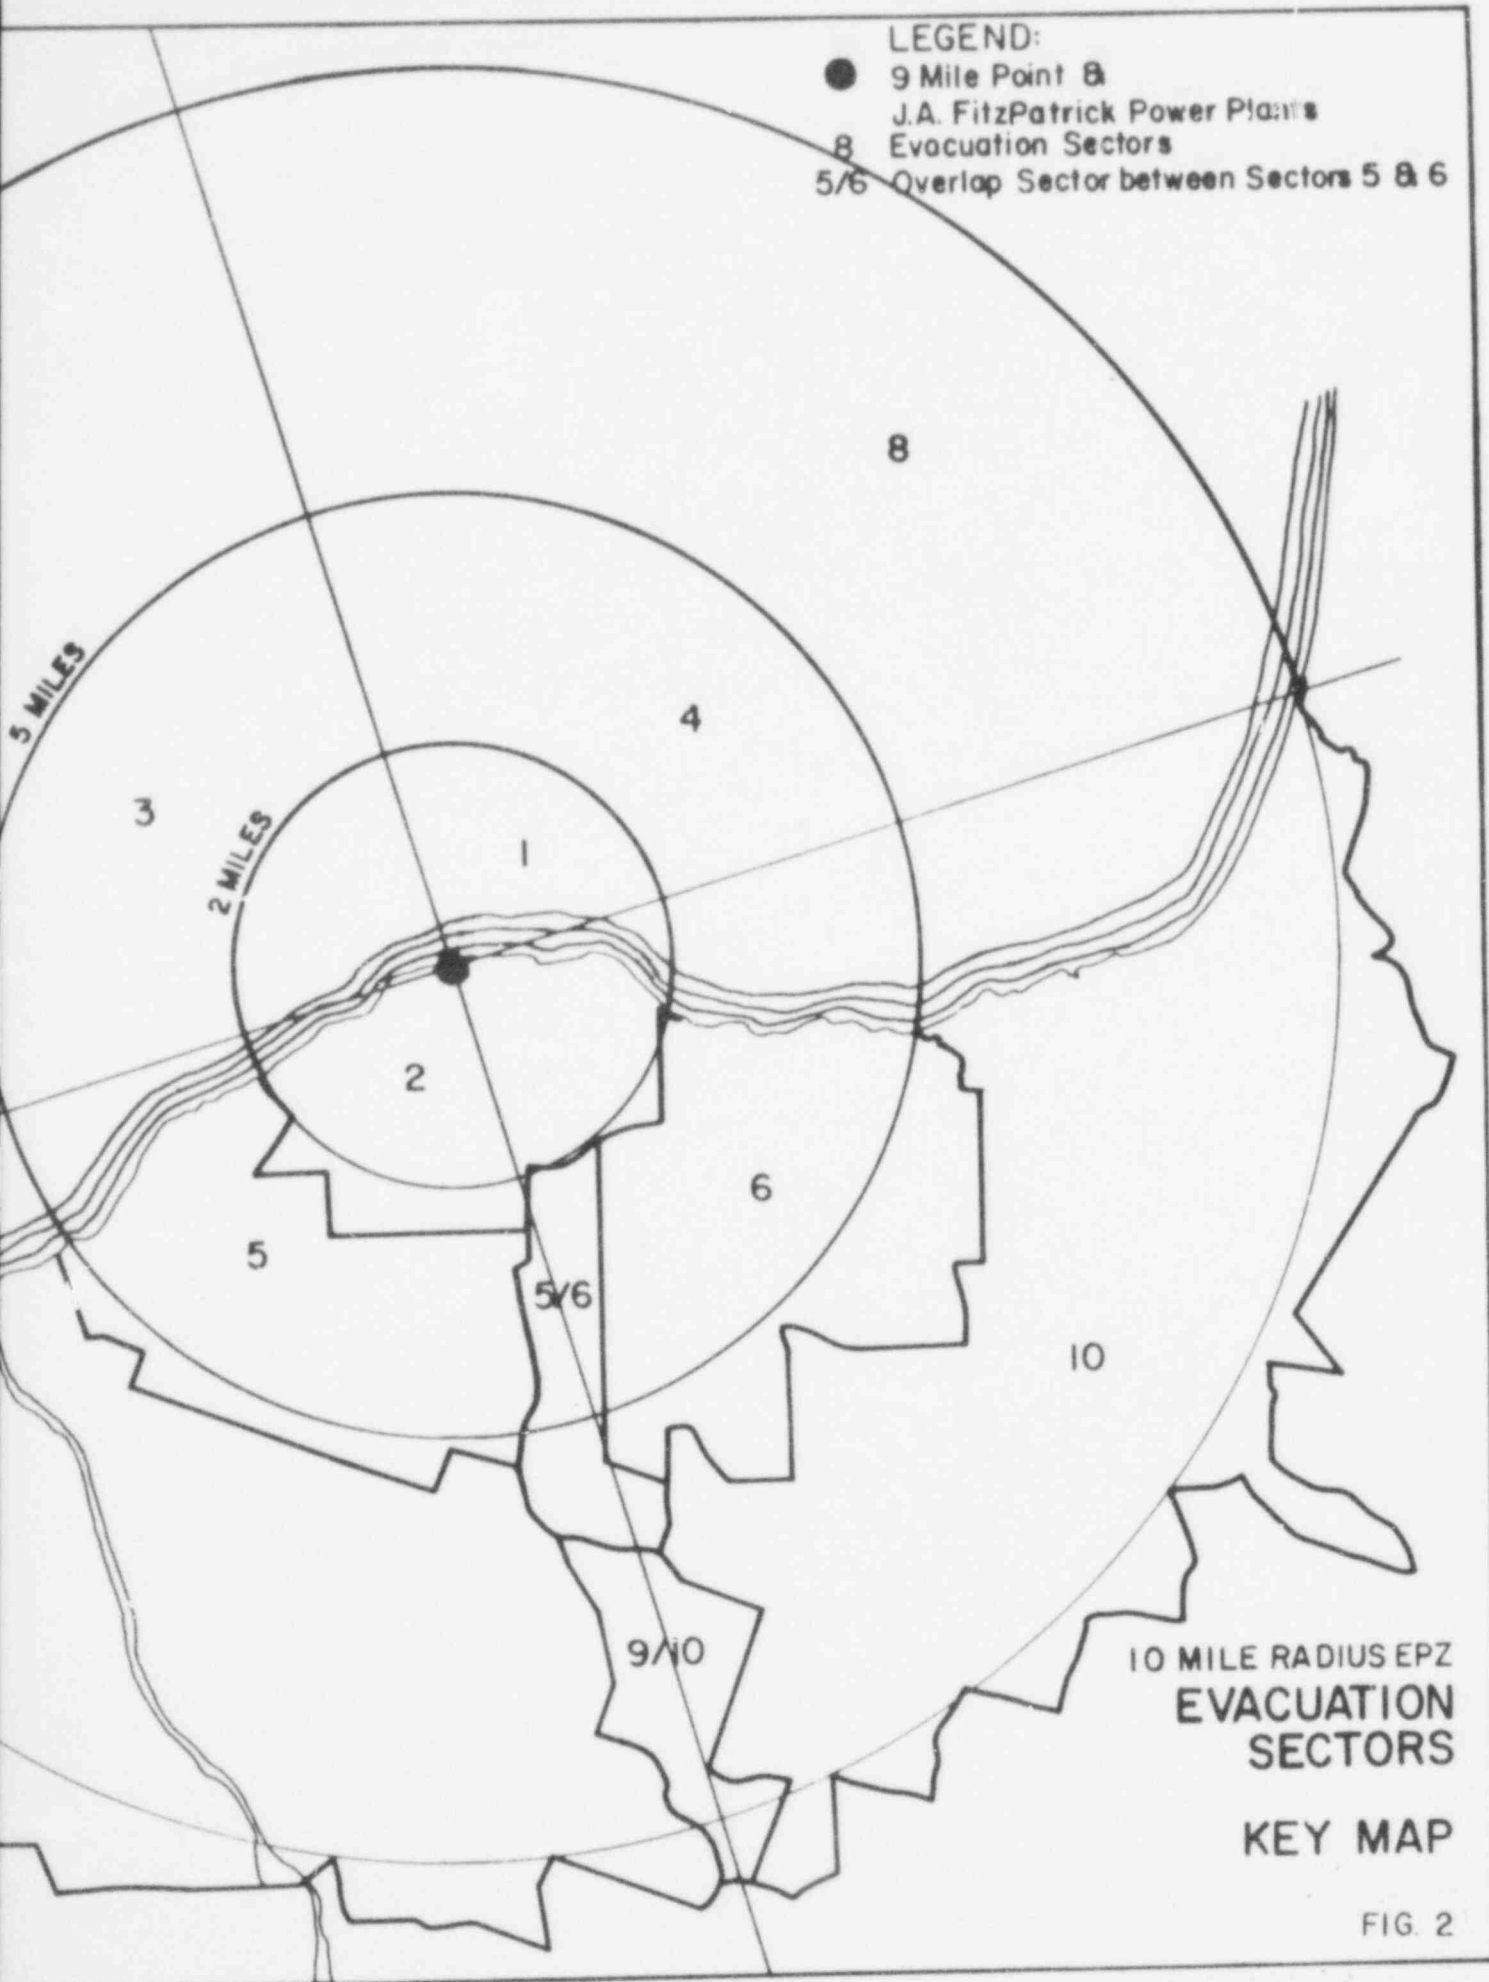 LEGEND:
9 Mile Point &
J.A. FitzPatrick Power Plants
8 Evacuation Sectors
5/6 Overlap Sector between Sectors 5 & 6
8
5 MILES
4
3
2 MILES
1
2
6
5
5/6
10
9/10
10 MILE RADIUS EPZ
EVACUATION
SECTORS
KEY MAP
FIG. 2